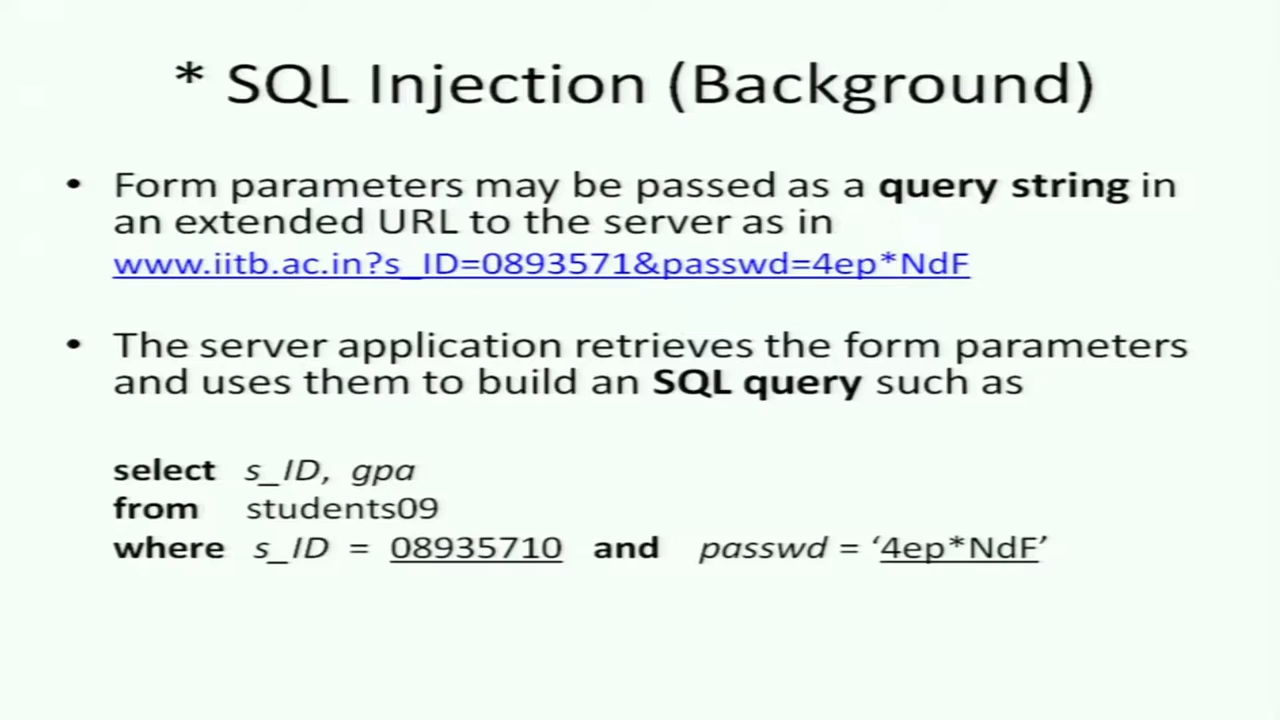 * SQL Injection (Background)
• Form parameters may be passed as a query string in
an extended URL to the server as in
www.iitb.ac.in?s_ID=0893571&passwd=4ep*NdF
• The server application retrieves the form parameters
and uses them to build an SQL query such as
select s_ID, gpa
from students09
where s_ID = 08935710 and passwd = ‘4ep*NdF’